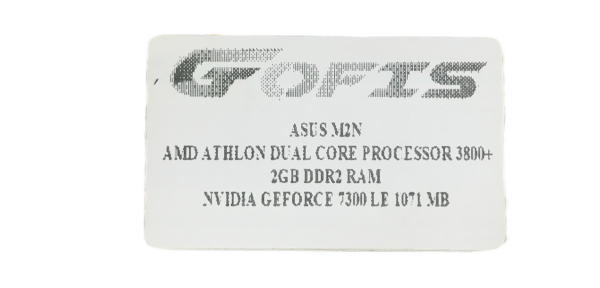 GOFIS
ASUS M2N
AMD ATHLON DUAL CORE PROCESSOR 3800+
2GB DDR2 RAM
NVIDIA GEFORCE 7300 LE 1071 MB